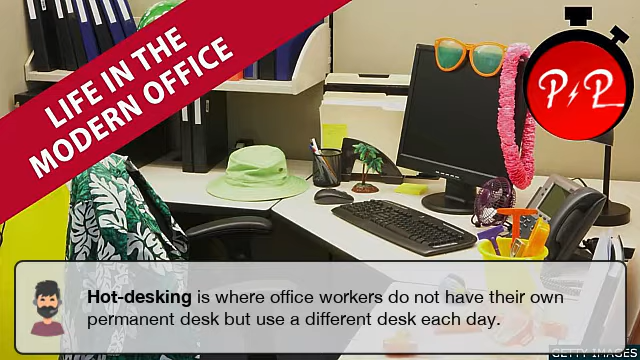 LIFE IN THE
MODERN OFFICE
P R
Hot-desking is where office workers do not have their own
permanent desk but use a different desk each day.
GETTY IMAGES